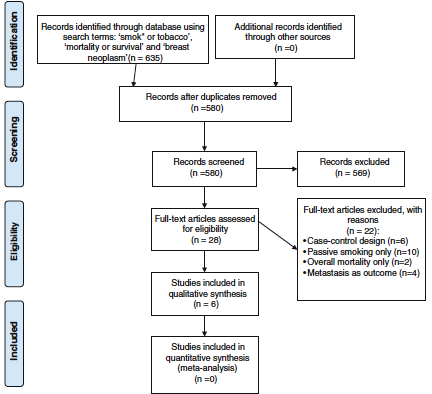 Identification
Records identified through database using
search terms: 'smok* or tobacco',
'mortality or survival' and 'breast
neoplasm'(n = 635)
Additional records identified
through other sources
(n =0)
Records after duplicates removed
(n =580)
Screening
Records screened
(n =580)
Records excluded
(n = 569)
Eligibility
Full-text articles assessed
for eligibility
(n = 28)
Full-text articles excluded, with
reasons
(n = 22):
•Case-control design (n=6)
•Passive smoking only (n=10)
•Overall mortality only (n=2)
•Metastasis as outcome (n=4)
Studies included in
qualitative synthesis
(n = 6)
Included
Studies included in
quantitative synthesis
(meta-analysis)
(n =0)